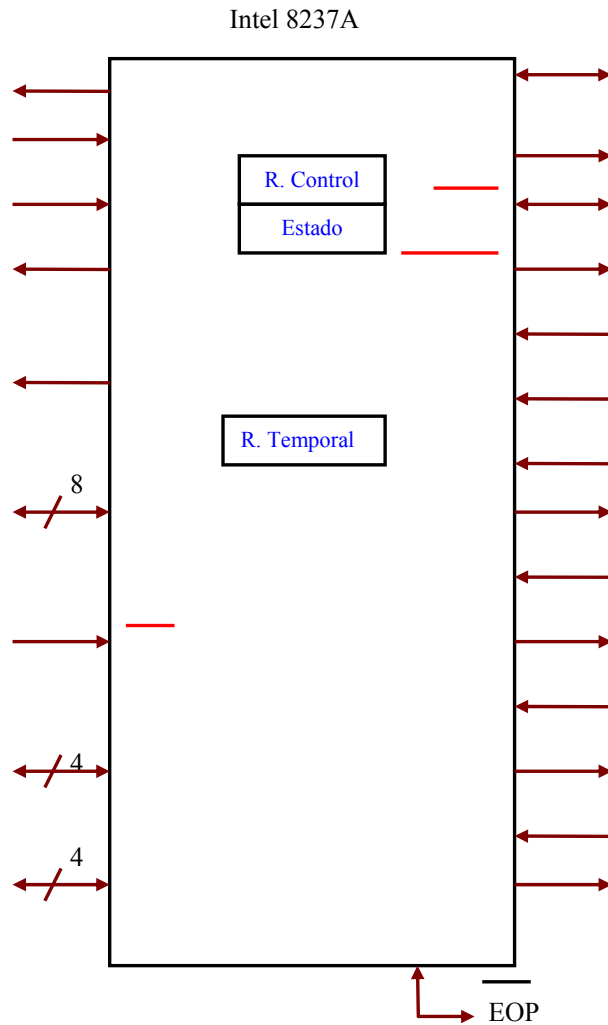 Intel 8237A
R. Control
Estado
R. Temporal
8
4
4
EOP